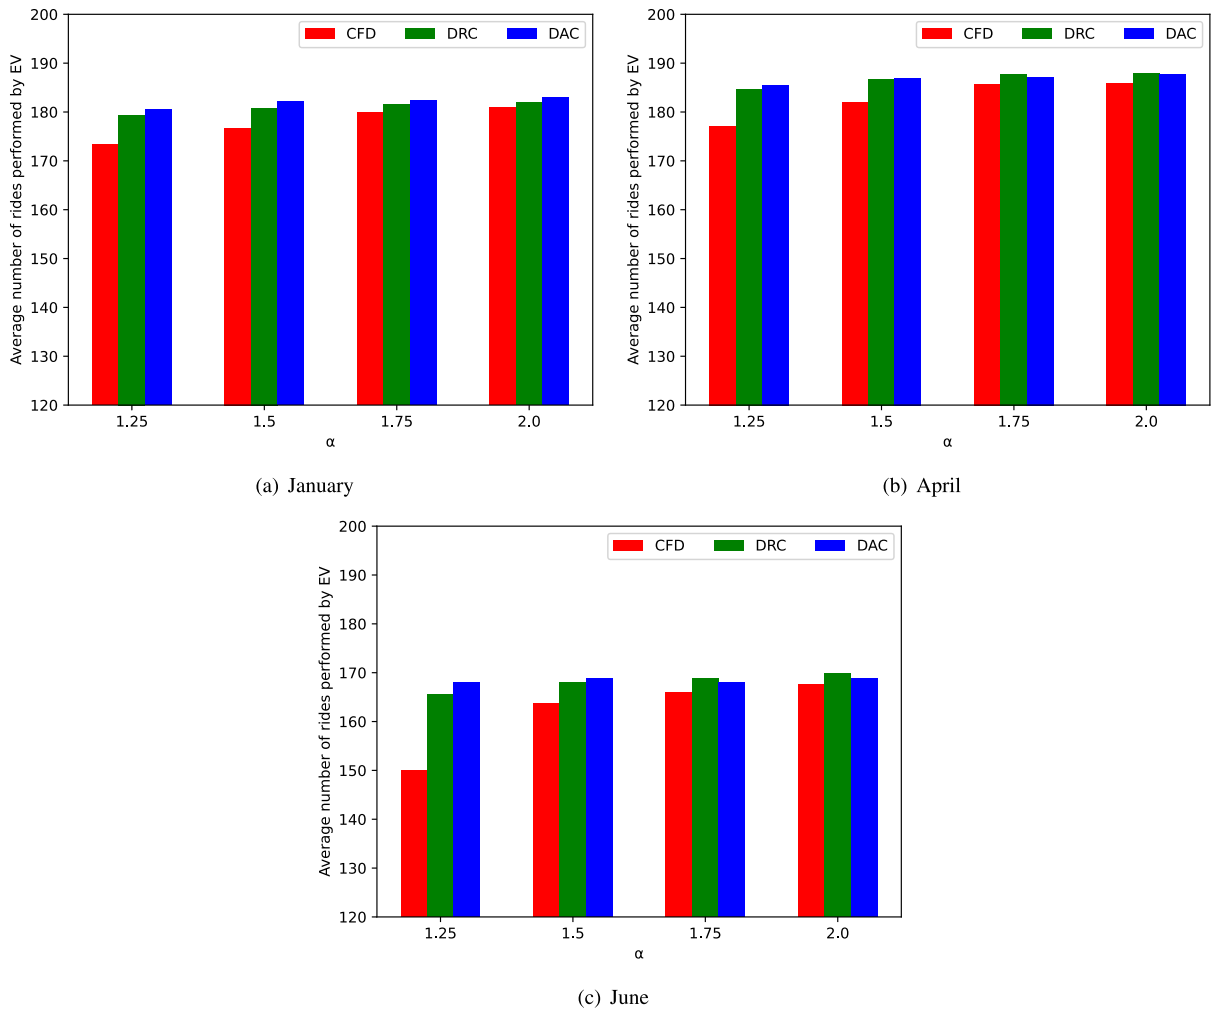 200
190
180
170
160
150
140
130
120
Average number of rides performed by EV
CFD DRC DAC
1.25 1.5 1.75 2.0
α
(a) January
200
190
180
170
160
150
140
130
120
Average number of rides performed by EV
CFD DRC DAC
1.25 1.5 1.75 2.0
α
(b) April
200
190
180
170
160
150
140
130
120
Average number of rides performed by EV
CFD DRC DAC
1.25 1.5 1.75 2.0
α
(c) June